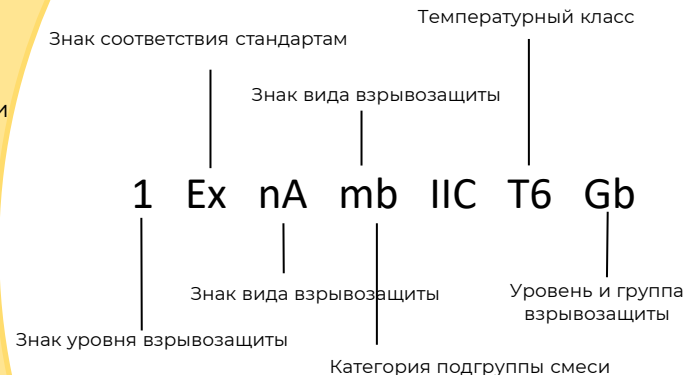 Температурный класс
Знак соответствия стандартам
Знак вида взрывозащиты
и
1 Ex nA mb IIC T6 Gb
Знак вида взрывозащиты
Уровень и группа
взрывозащиты
Знак уровня взрывозащиты
Категория подгруппы смеси